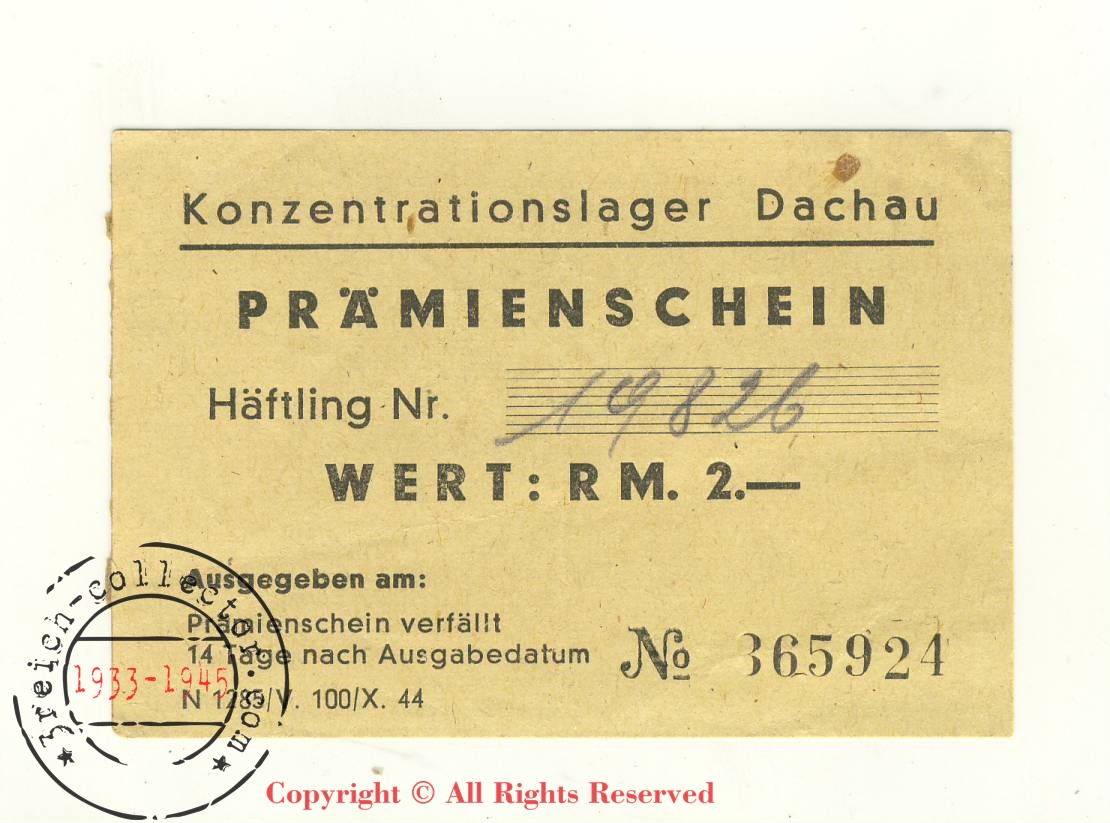 Konzentrationslager Dachau
PRÄMIENSCHEIN
Häftling Nr. 19826
WERT: RM. 2.—
Ausgegeben am:
Prämienschein verfällt
14 Tage nach Ausgabedatum
N 1285/V. 100/X. 44
№ 365924
3reich-collector.com
1933-1945
Copyright © All Rights Reserved